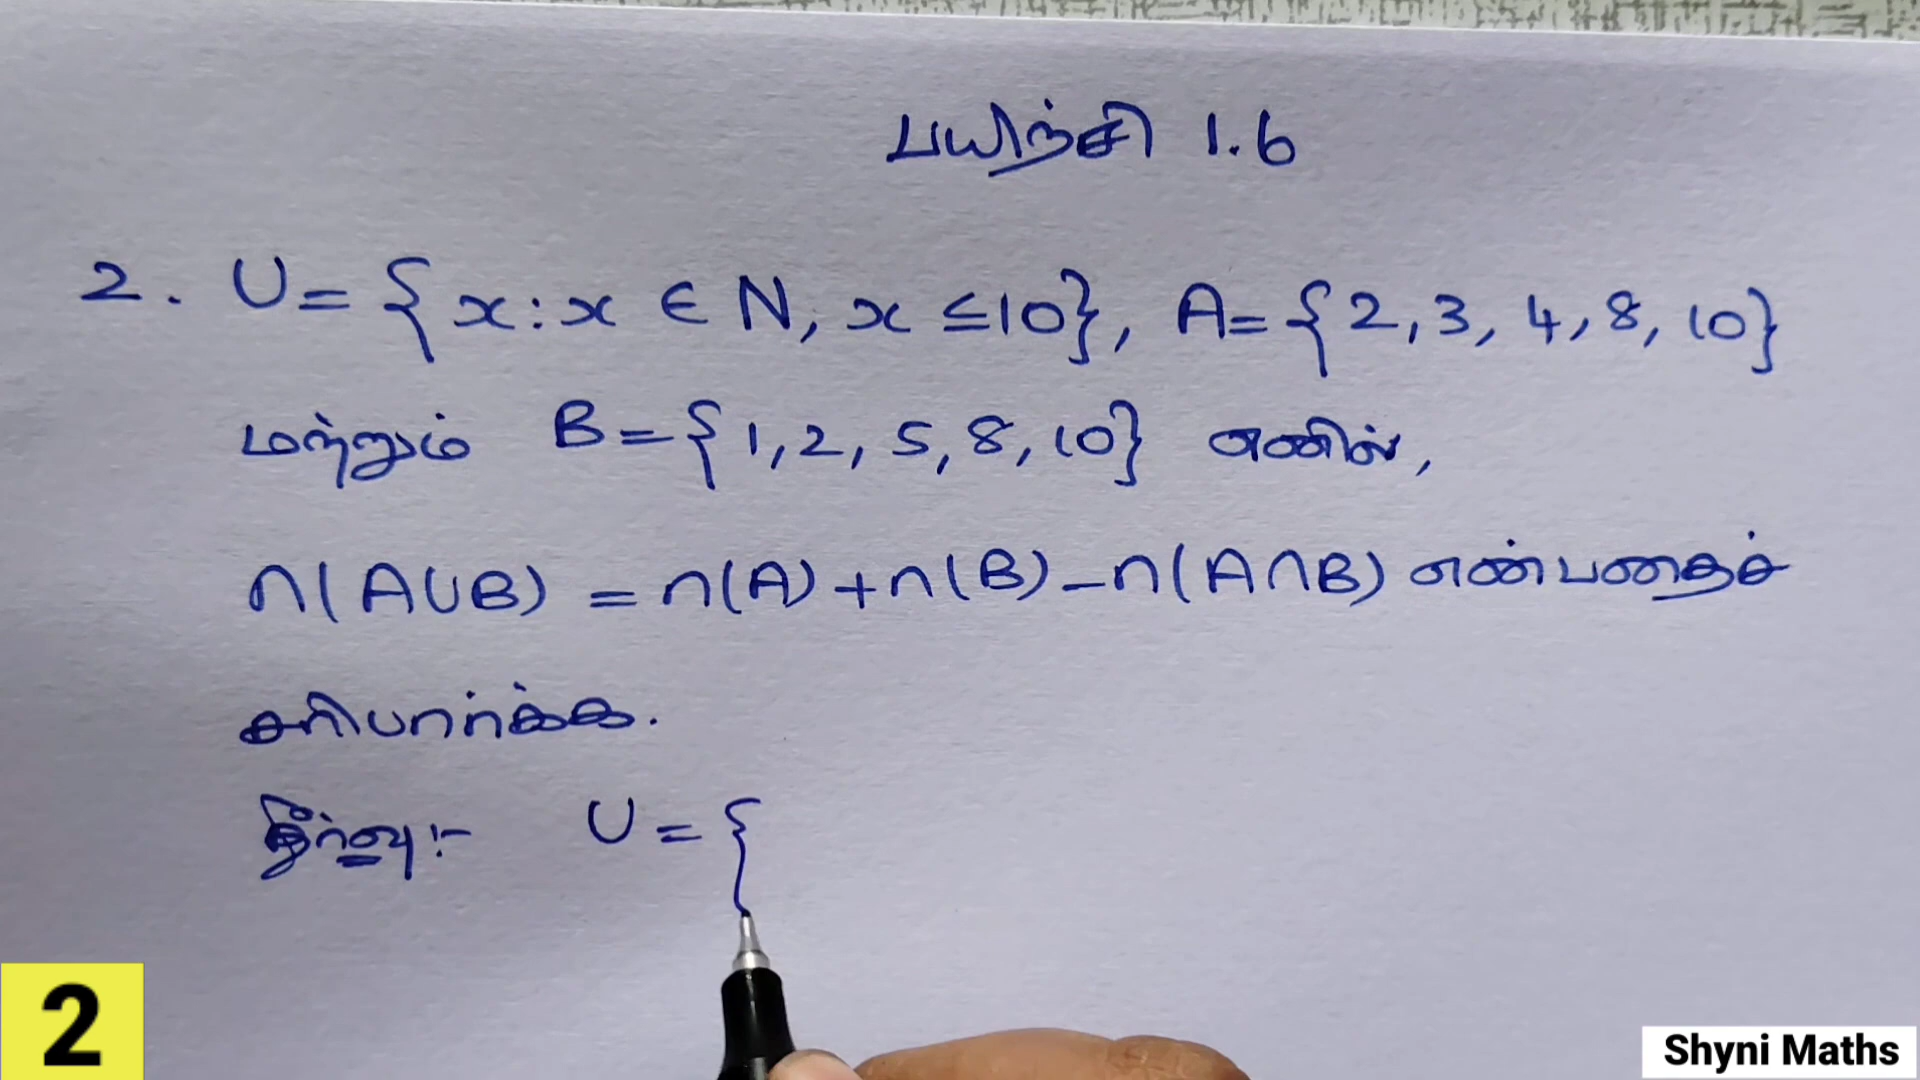 பயிற்சி 1.6
2. U = { x : x ∈ N, x ≤ 10}, A = { 2, 3, 4, 8, 10}
மற்றும் B = { 1, 2, 5, 8, 10} எனில்,
n(A∪B) = n(A) + n(B) - n(A∩B) என்பதைச்
சரிபார்க்க.
தீர்வு :- U = {
2
Shyni Maths